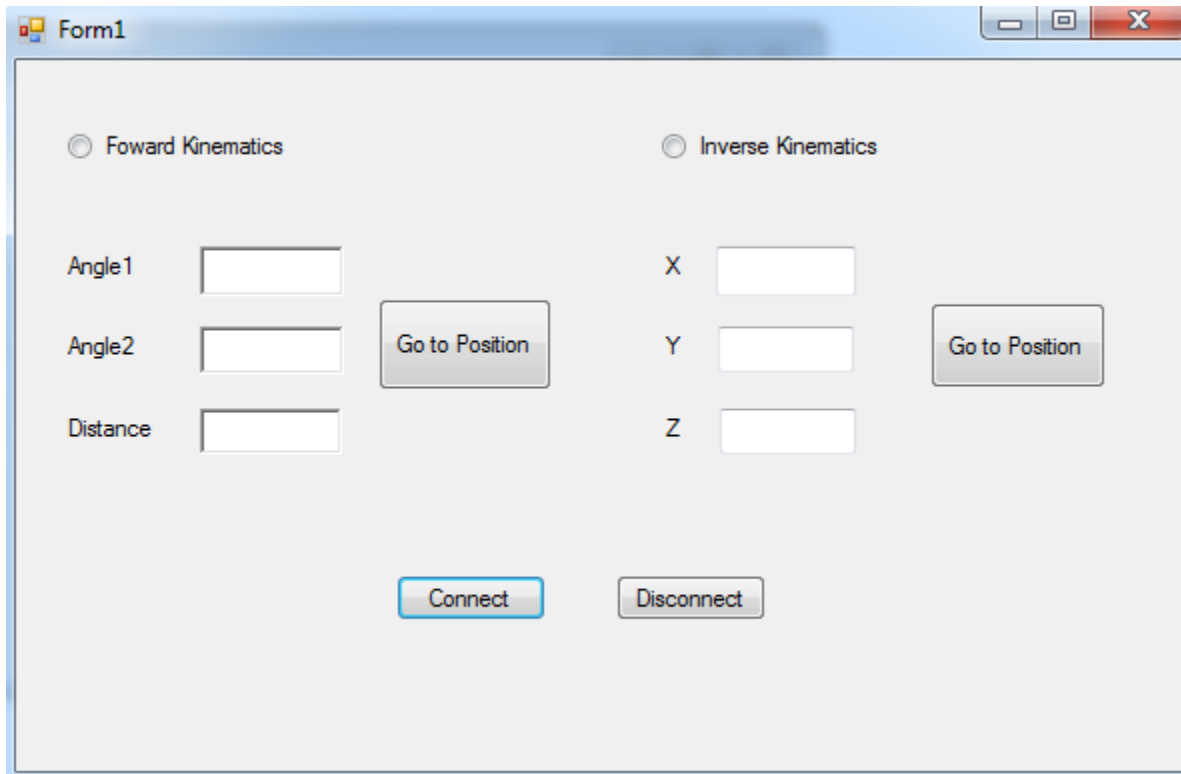 Form1
Foward Kinematics
Inverse Kinematics
Angle1
X
Go to Position
Go to Position
Angle2
Y
Distance
Z
Connect
Disconnect